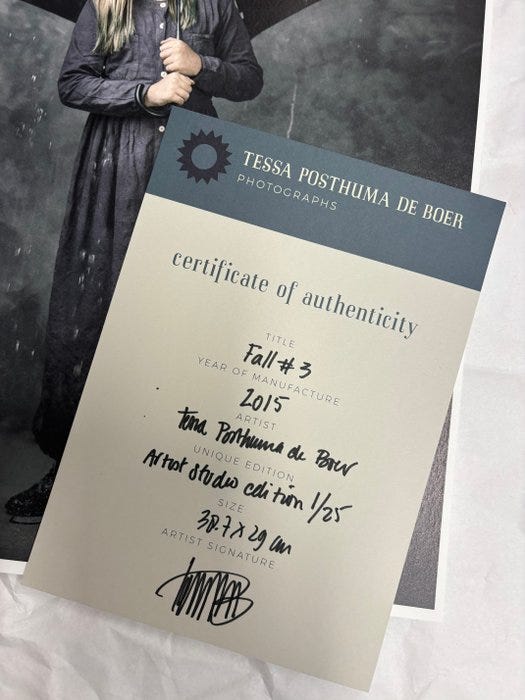 TESSA POSTHUMA DE BOER
PHOTOGRAPHS
certificate of authenticity
TITLE
Fall #3
YEAR OF MANUFACTURE
2015
ARTIST
Tessa Posthuma de Boer
UNIQUE EDITION
Artist studio edition 1/25
SIZE
38.7 x 29 cm
ARTIST SIGNATURE